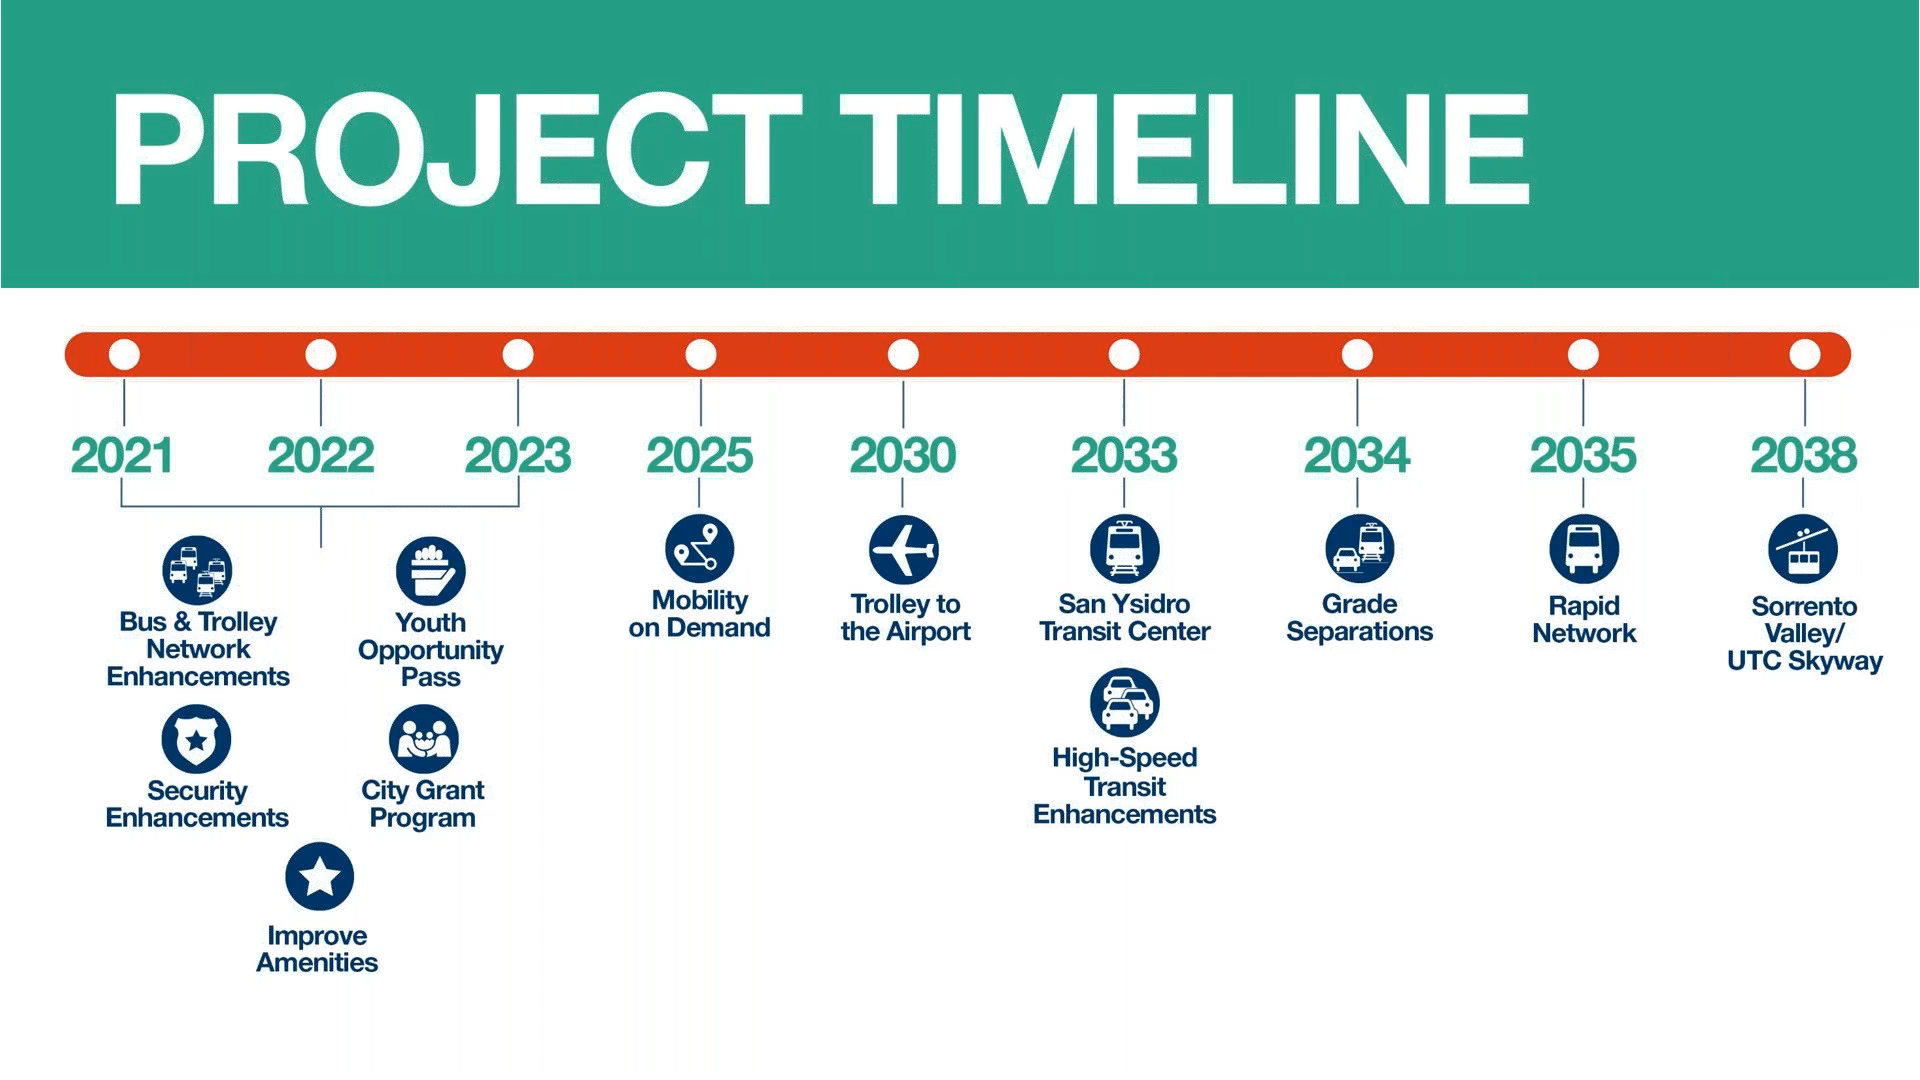 PROJECT TIMELINE
2021
2022
2023
2025
2030
2033
2034
2035
2038
Bus & Trolley
Network
Enhancements
Youth
Opportunity
Pass
Security
Enhancements
City Grant
Program
Improve
Amenities
Mobility
on Demand
Trolley to
the Airport
San Ysidro
Transit Center
High-Speed
Transit
Enhancements
Grade
Separations
Rapid
Network
Sorrento
Valley/
UTC Skyway